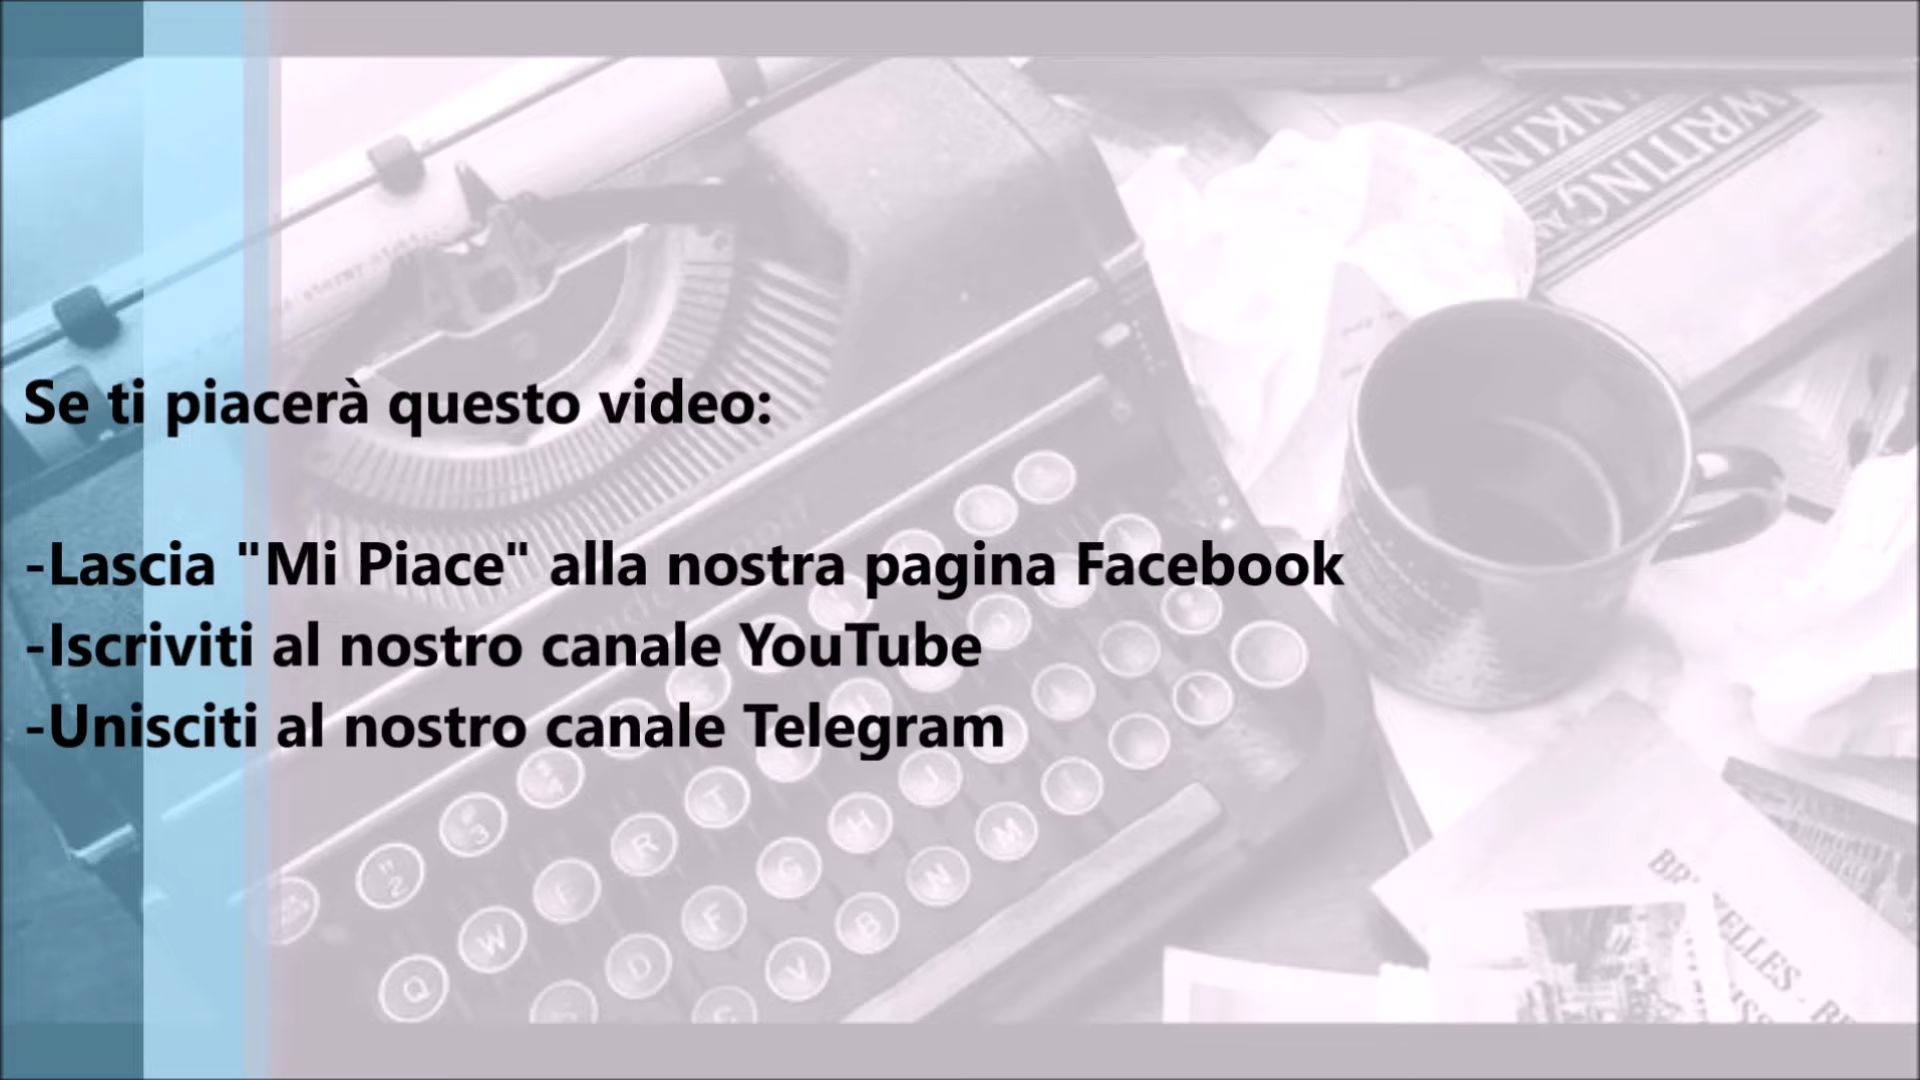 Se ti piacerà questo video:
-Lascia "Mi Piace" alla nostra pagina Facebook
-Iscriviti al nostro canale YouTube
-Unisciti al nostro canale Telegram
WRITING